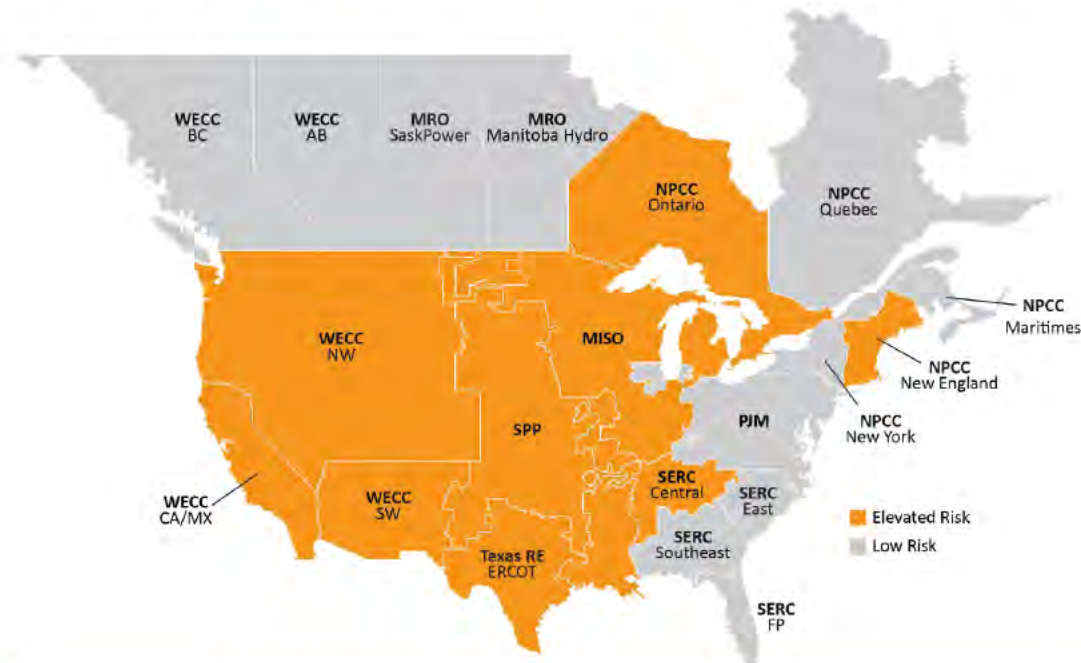 WECC
BC
WECC
AB
MRO
SaskPower
MRO
Manitoba Hydro
NPCC
Ontario
NPCC
Quebec
NPCC
Maritimes
WECC
NW
MISO
NPCC
New England
SPP
PJM
NPCC
New York
WECC
CA/MX
WECC
SW
SERC
Central
SERC
East
Texas RE
ERCOT
SERC
Southeast
Elevated Risk
Low Risk
SERC
FP